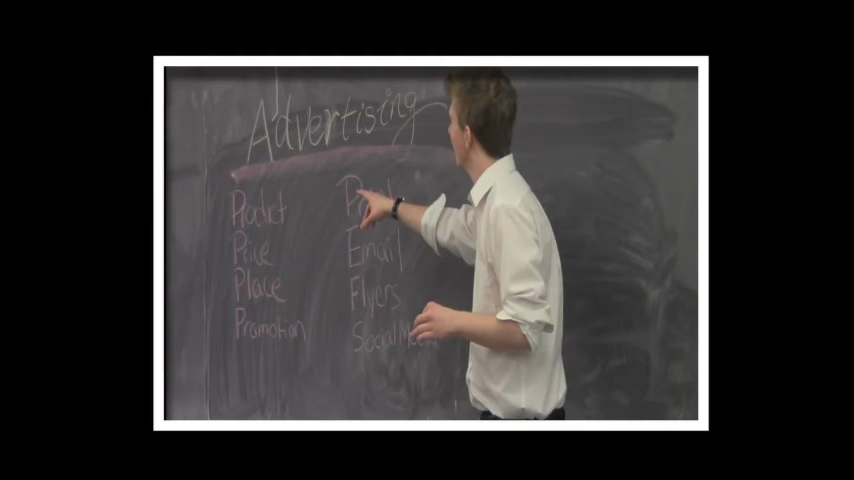 Advertising
Product
Price
Place
Promotion
Email
Flyers
Social